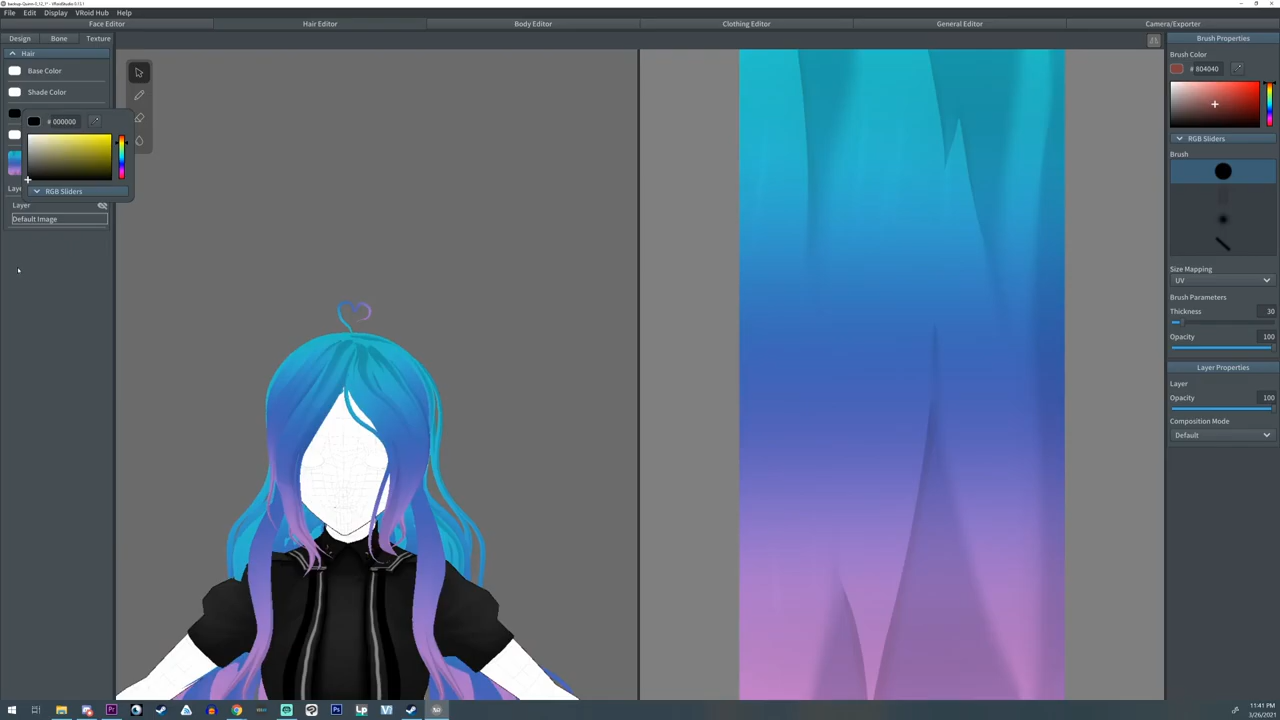 File Edit Display VRoid Hub Help
Face Editor Hair Editor Body Editor Clothing Editor General Editor Camera/Exporter
Design Bone Texture
Hair
Base Color
Shade Color
# 000000
RGB Sliders
Laye
Layer
Default Image
Brush Properties
Brush Color
# 804040
RGB Sliders
Brush
Size Mapping
UV
Brush Parameters
Thickness 30
Opacity 100
Layer Properties
Layer
Opacity 100
Composition Mode
Default
11:41 PM
3/26/2021